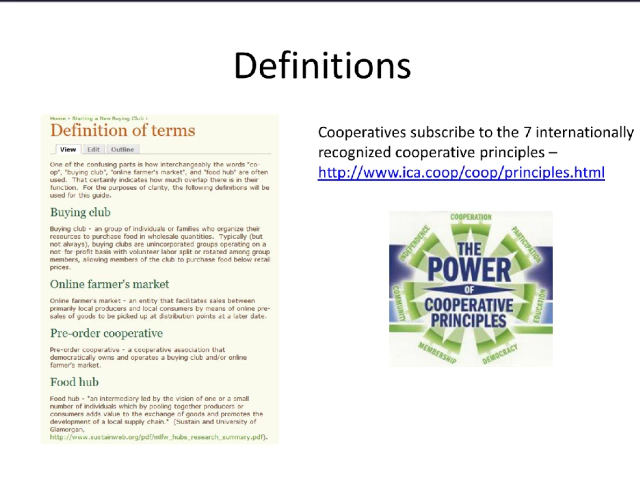 Definitions
Home › Starting a New Buying Club ›
Definition of terms
View Edit Outline
One of the confusing parts is how interchangeably the words "co-
op", "buying club", "online farmer's market", and "food hub" are often
used. That certainly indicates how much overlap there is in their
function. For the purposes of clarity, the following definitions will be
used for this guide.
Buying club
Buying club - an group of individuals or families who organize their
resources to purchase food in wholesale quantities. Typically (but
not always), buying clubs are unincorporated groups operating on a
not-for-profit basis with volunteer labor split or rotated among group
members, allowing members of the club to purchase food below retail
prices.
Online farmer's market
Online farmer's market - an entity that facilitates sales between
primarily local producers and local consumers by means of online pre-
sales of goods to be picked up at distribution points at a later date.
Pre-order cooperative
Pre-order cooperative - a cooperative association that
democratically owns and operates a buying club and/or online
farmer's market.
Food hub
Food hub - "an intermediary led by the vision of one or a small
number of individuals which by pooling together producers or
consumers adds value to the exchange of goods and promotes the
development of a local supply chain." (Sustain and University of
Glamorgan,
http://www.sustainweb.org/pdf/mlfw_hubs_research_summary.pdf).
Cooperatives subscribe to the 7 internationally
recognized cooperative principles –
http://www.ica.coop/coop/principles.html
COOPERATION
INDEPENDENCE
PARTICIPATION
THE
POWER
OF
COOPERATIVE
PRINCIPLES
COMMUNITY
EDUCATION
MEMBERSHIP
DEMOCRACY